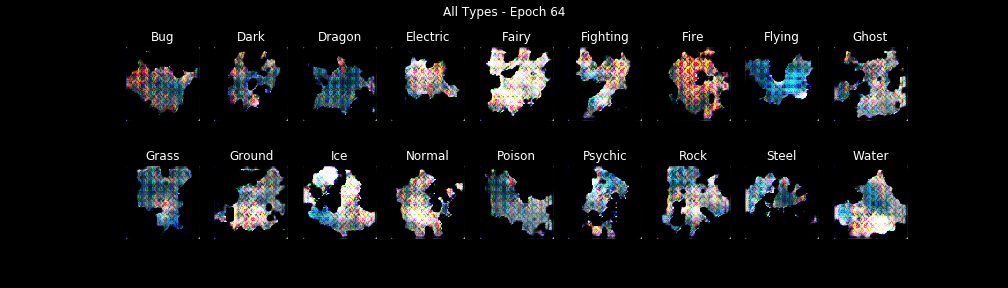 All Types - Epoch 64
Bug Dark Dragon Electric Fairy Fighting Fire Flying Ghost
Grass Ground Ice Normal Poison Psychic Rock Steel Water